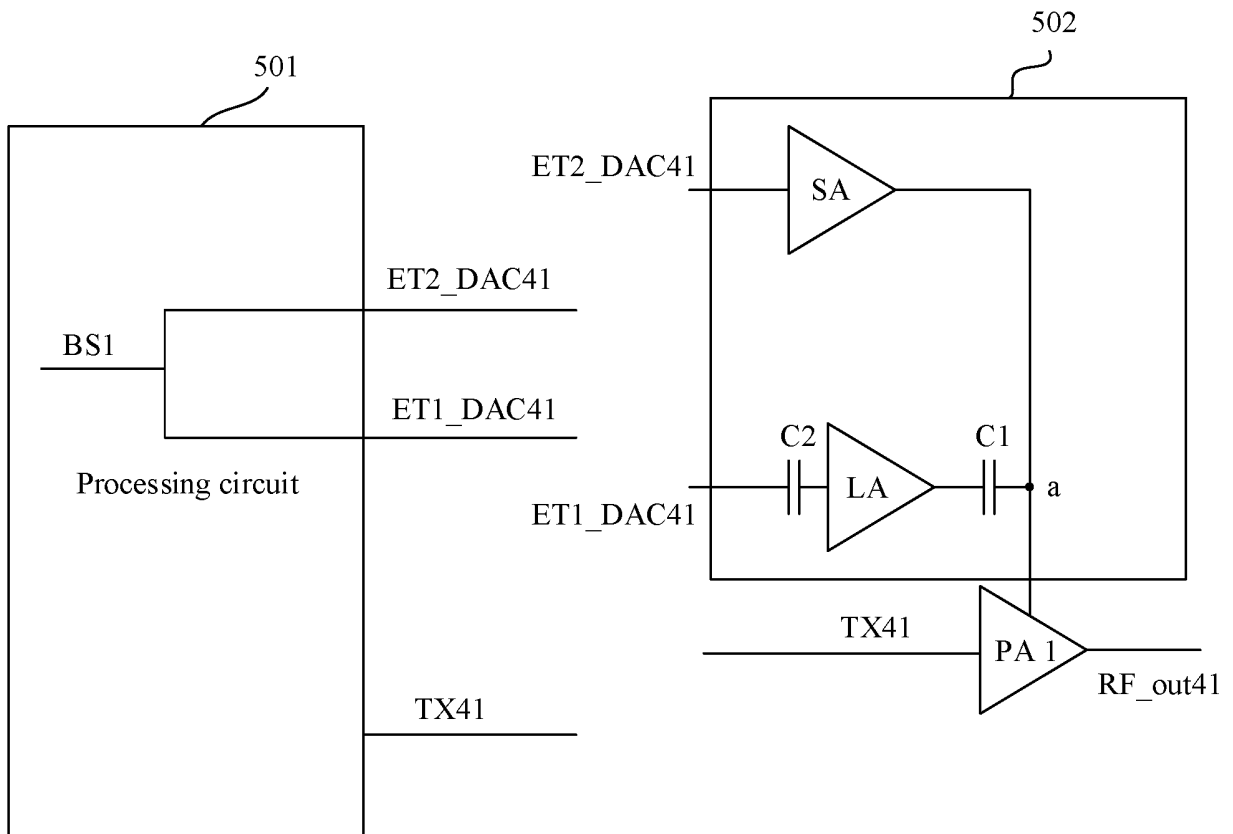 501
ET2_DAC41
BS1
ET1_DAC41
Processing circuit
TX41
502
ET2_DAC41
SA
C2
C1
LA
a
ET1_DAC41
TX41
PA 1
RF_out41